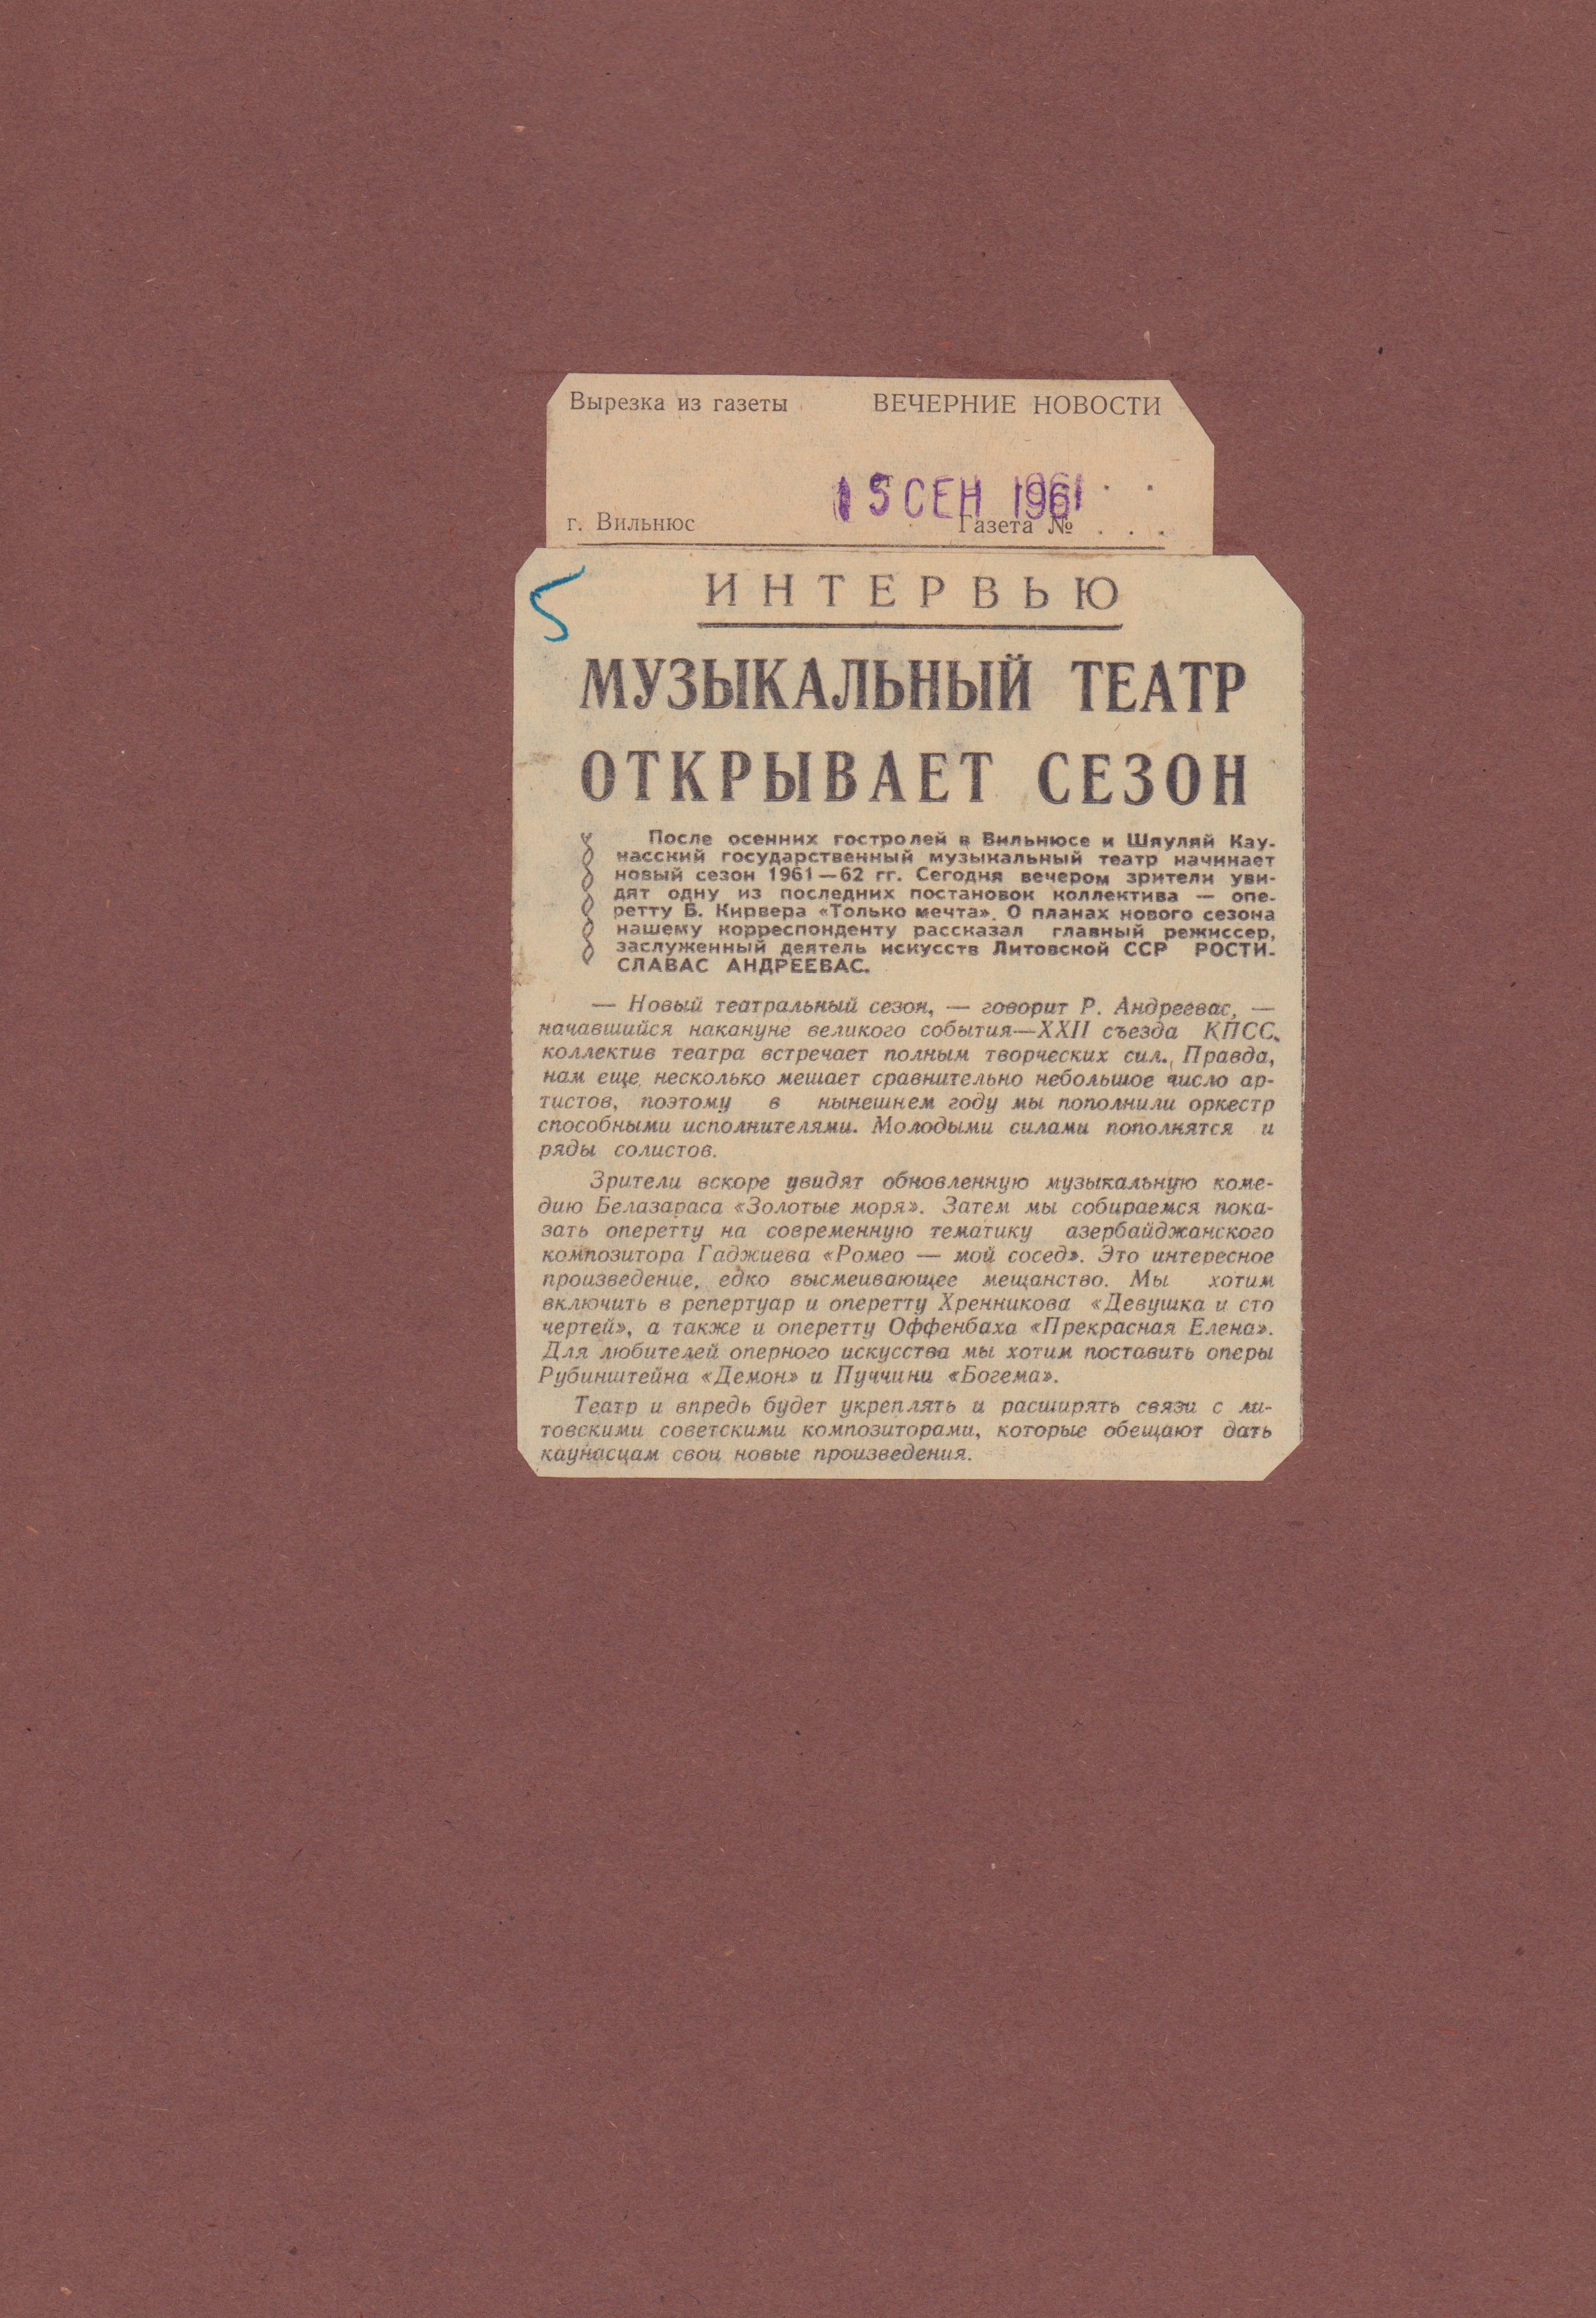 Вырезка из газеты ВЕЧЕРНИЕ НОВОСТИ
15 СЕН 1961
г. Вильнюс Газета № . . .
5
ИНТЕРВЬЮ
МУЗЫКАЛЬНЫЙ ТЕАТР
ОТКРЫВАЕТ СЕЗОН
После осенних гостролей в Вильнюсе и Шяуляй Кау-
насский государственный музыкальный театр начинает
новый сезон 1961—62 гг. Сегодня вечером зрители уви-
дят одну из последних постановок коллектива — опе-
ретту Б. Кирвера «Только мечта». О планах нового сезона
нашему корреспонденту рассказал главный режиссер,
заслуженный деятель искусств Литовской ССР РОСТИ-
СЛАВАС АНДРЕЕВАС.
— Новый театральный сезон, — говорит Р. Андреевас, —
начавшийся накануне великого события—XXII съезда КПСС,
коллектив театра встречает полным творческих сил. Правда,
нам еще несколько мешает сравнительно небольшое число ар-
тистов, поэтому в нынешнем году мы пополнили оркестр
способными исполнителями. Молодыми силами пополнятся и
ряды солистов.
Зрители вскоре увидят обновленную музыкальную коме-
дию Белазараса «Золотые моря». Затем мы собираемся пока-
зать оперетту на современную тематику азербайджанского
композитора Гаджиева «Ромео — мой сосед». Это интересное
произведение, едко высмеивающее мещанство. Мы хотим
включить в репертуар и оперетту Хренникова «Девушка и сто
чертей», а также и оперетту Оффенбаха «Прекрасная Елена».
Для любителей оперного искусства мы хотим поставить оперы
Рубинштейна «Демон» и Пуччини «Богема».
Театр и впредь будет укреплять и расширять связи с ли-
товскими советскими композиторами, которые обещают дать
каунасцам свои новые произведения.